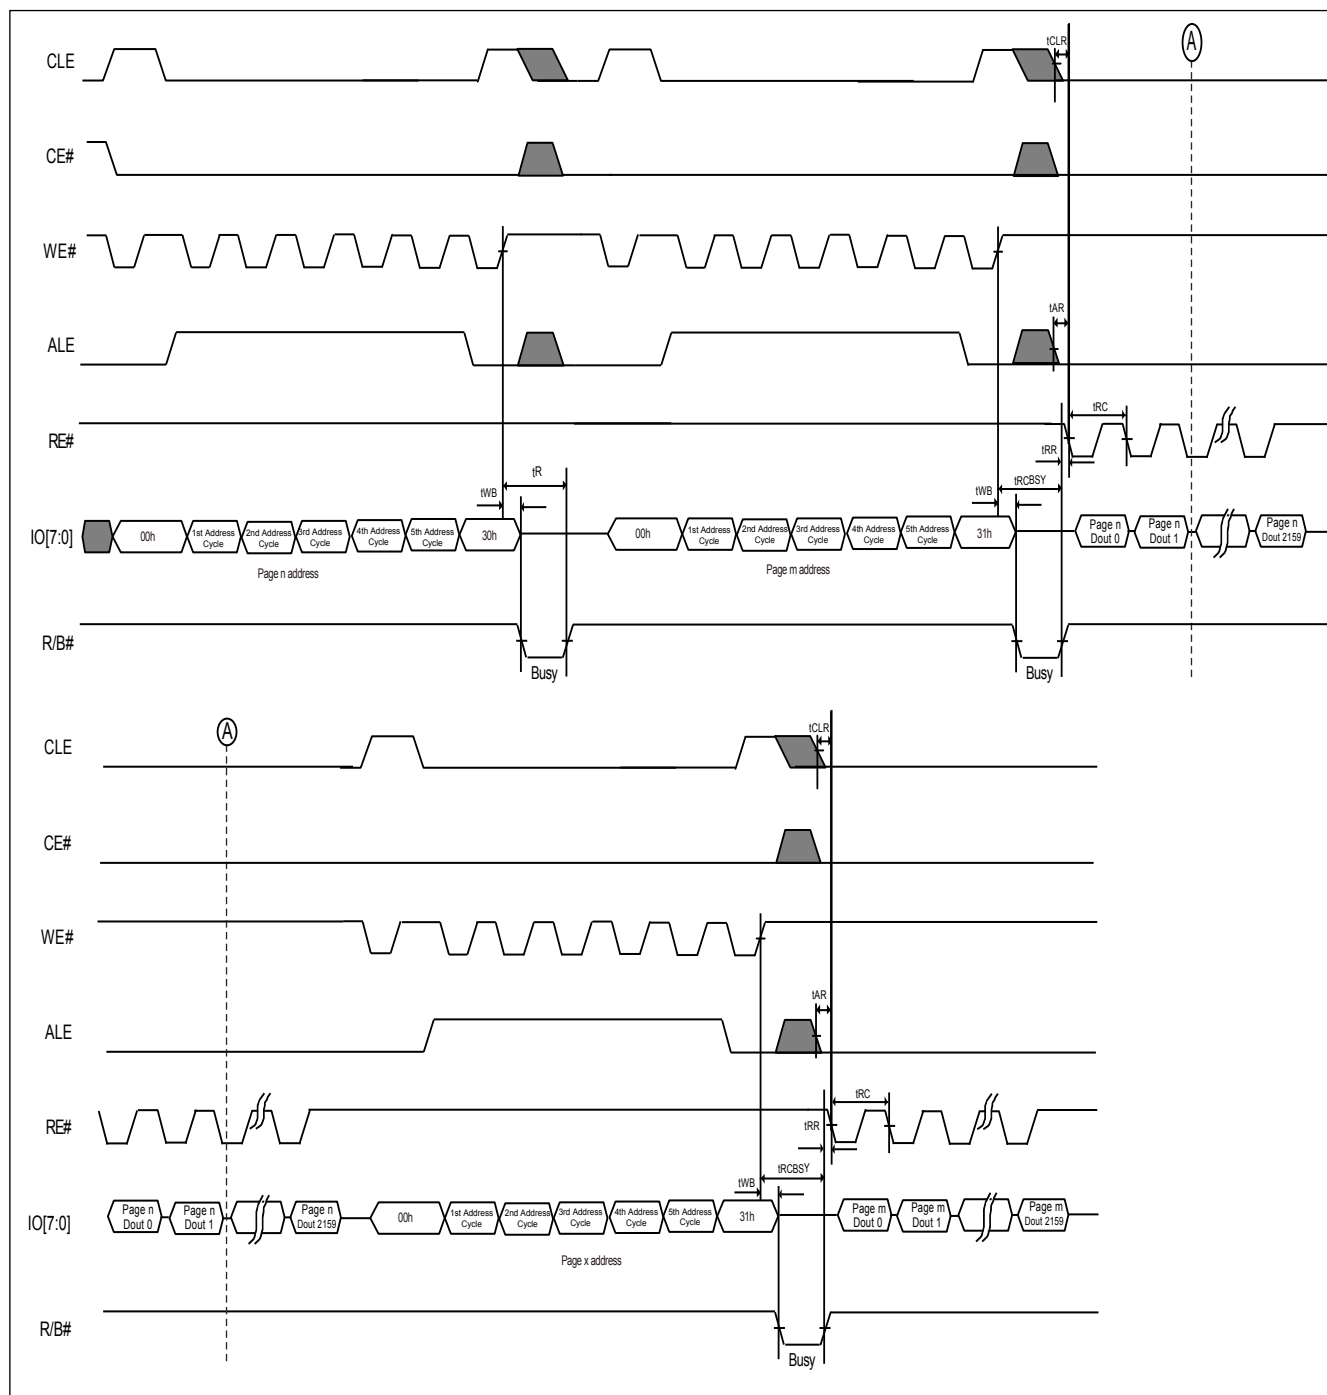 CLE
tCLR
A
CE#
WE#
ALE
tAR
RE#
tRC
tRR
tR
tRCBSY
tWB
tWB
IO[7:0]
00h
1st Address Cycle
2nd Address Cycle
3rd Address Cycle
4th Address Cycle
5th Address Cycle
30h
00h
1st Address Cycle
2nd Address Cycle
3rd Address Cycle
4th Address Cycle
5th Address Cycle
31h
Page n Dout 0
Page n Dout 1
Page n Dout 2159
Page n address
Page m address
R/B#
Busy
Busy
A
CLE
tCLR
CE#
WE#
ALE
tAR
RE#
tRC
tRR
tRCBSY
tWB
IO[7:0]
Page n Dout 0
Page n Dout 1
Page n Dout 2159
00h
1st Address Cycle
2nd Address Cycle
3rd Address Cycle
4th Address Cycle
5th Address Cycle
31h
Page m Dout 0
Page m Dout 1
Page m Dout 2159
Page x address
R/B#
Busy